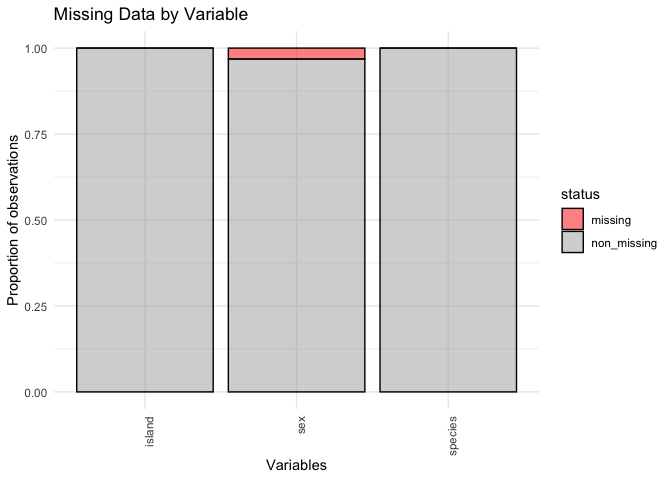 Missing Data by Variable
Proportion of observations
1.00
0.75
0.50
0.25
0.00
island
sex
species
Variables
status
missing
non_missing